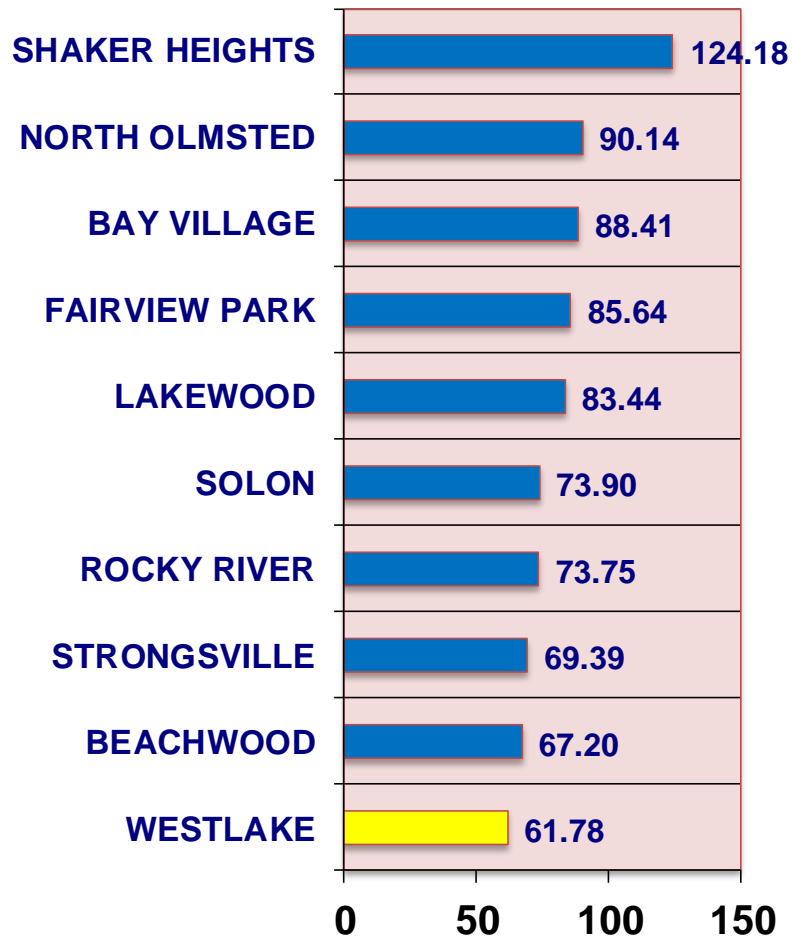 SHAKER HEIGHTS 124.18
NORTH OLMSTED 90.14
BAY VILLAGE 88.41
FAIRVIEW PARK 85.64
LAKEWOOD 83.44
SOLON 73.90
ROCKY RIVER 73.75
STRONGSVILLE 69.39
BEACHWOOD 67.20
WESTLAKE 61.78
0 50 100 150